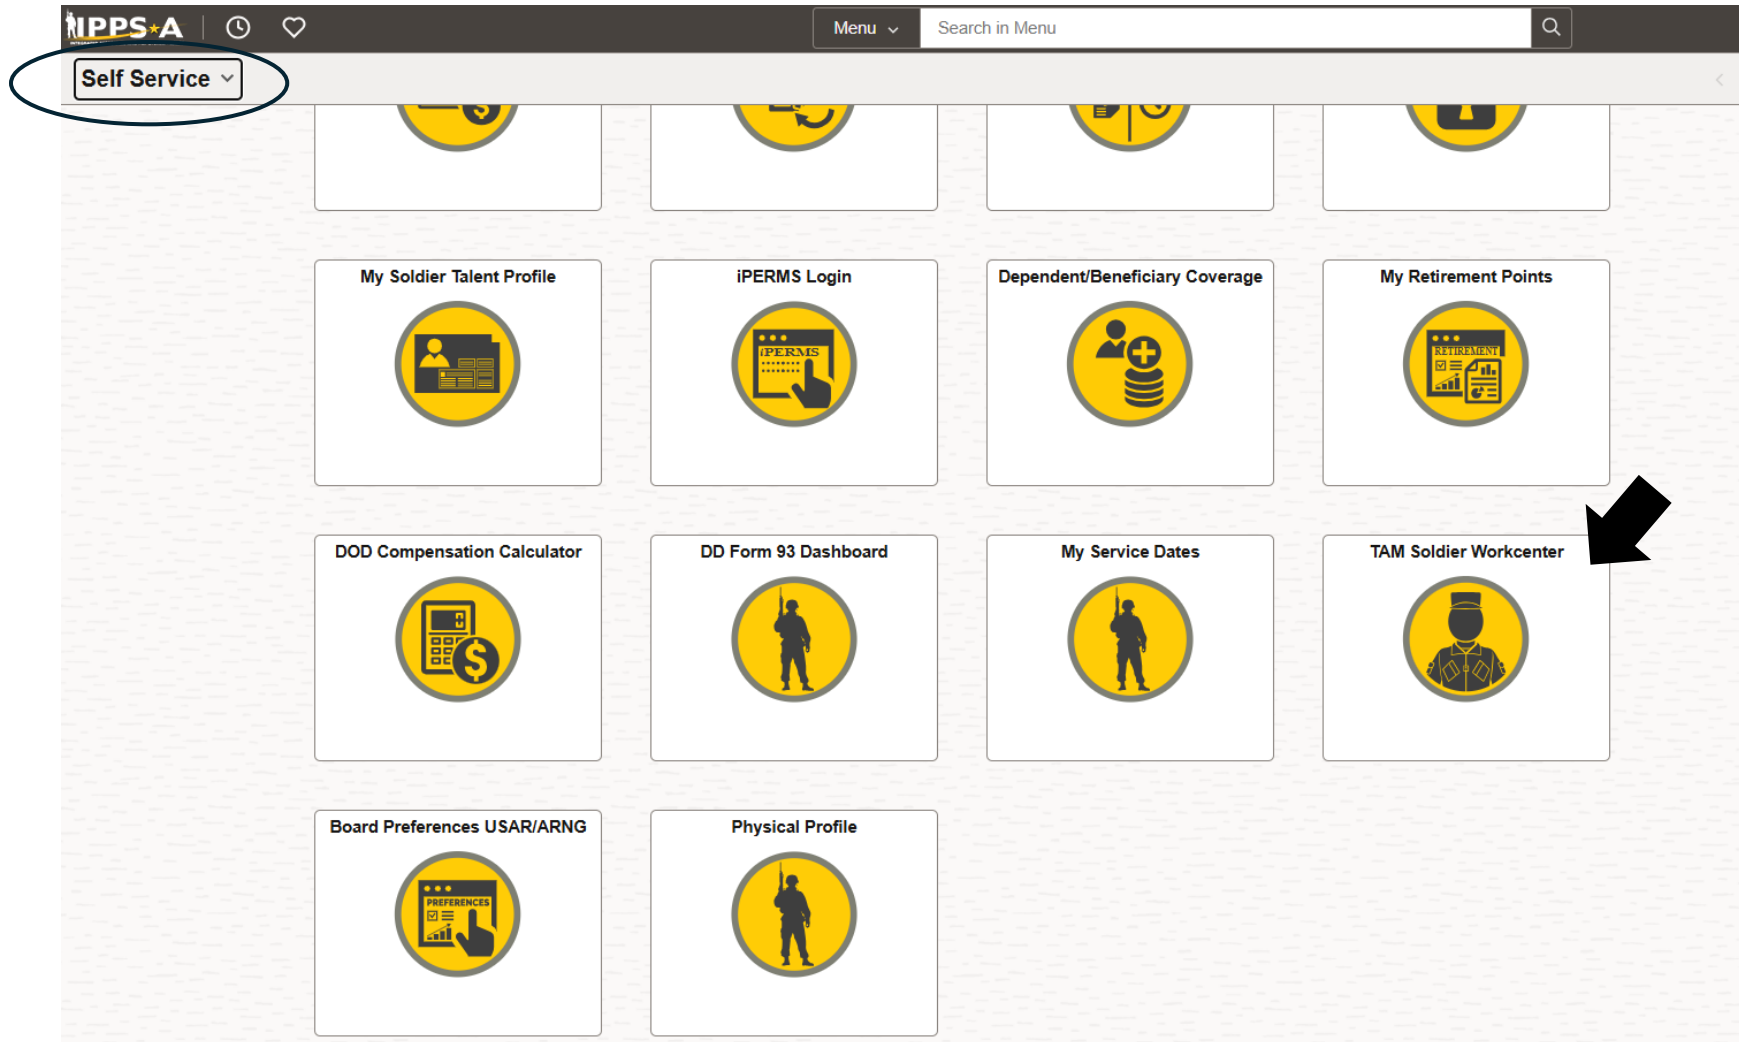 IPPS★A
Menu
Search in Menu
Self Service
My Soldier Talent Profile
iPERMS Login
Dependent/Beneficiary Coverage
My Retirement Points
iPERMS
RETIREMENT
DOD Compensation Calculator
DD Form 93 Dashboard
My Service Dates
TAM Soldier Workcenter
Board Preferences USAR/ARNG
Physical Profile
PREFERENCES